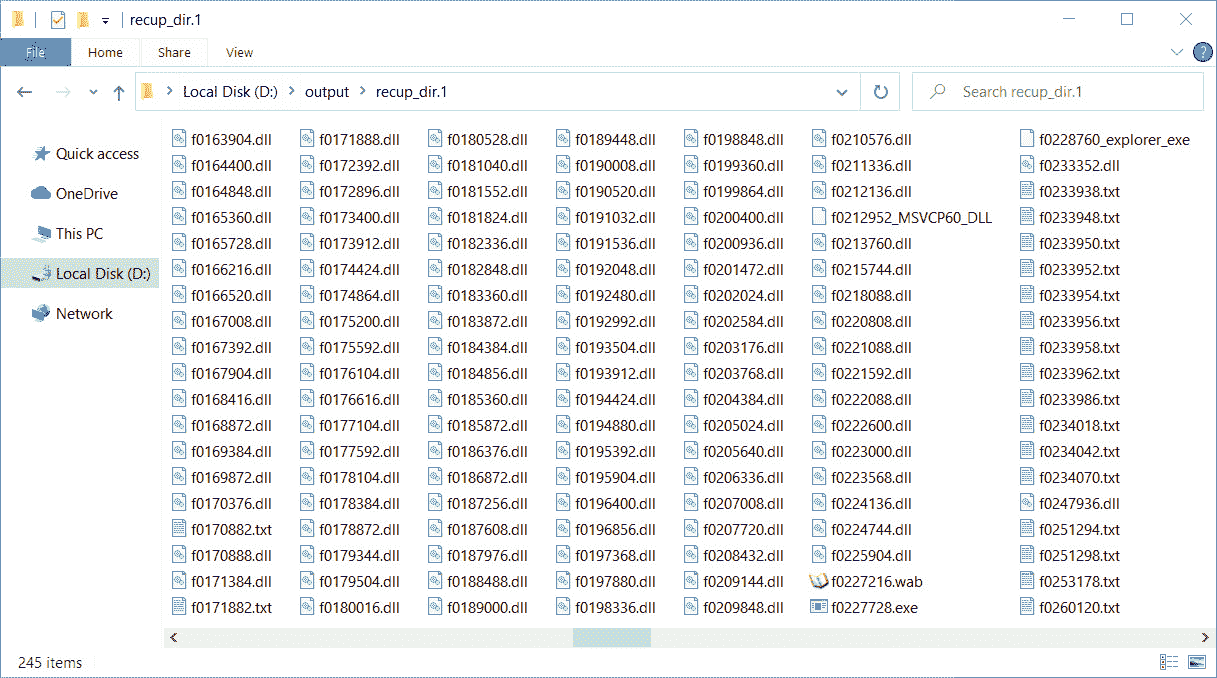 recup_dir.1
File Home Share View
Local Disk (D:) output recup_dir.1
Search recup_dir.1
Quick access
OneDrive
This PC
Local Disk (D:)
Network
f0163904.dll
f0164400.dll
f0164848.dll
f0165360.dll
f0165728.dll
f0166216.dll
f0166520.dll
f0167008.dll
f0167392.dll
f0167904.dll
f0168416.dll
f0168872.dll
f0169384.dll
f0169872.dll
f0170376.dll
f0170882.txt
f0170888.dll
f0171384.dll
f0171882.txt
f0171888.dll
f0172392.dll
f0172896.dll
f0173400.dll
f0173912.dll
f0174424.dll
f0174864.dll
f0175200.dll
f0175592.dll
f0176104.dll
f0176616.dll
f0177104.dll
f0177592.dll
f0178104.dll
f0178384.dll
f0178872.dll
f0179344.dll
f0179504.dll
f0180016.dll
f0180528.dll
f0181040.dll
f0181552.dll
f0181824.dll
f0182336.dll
f0182848.dll
f0183360.dll
f0183872.dll
f0184384.dll
f0184856.dll
f0185360.dll
f0185872.dll
f0186376.dll
f0186872.dll
f0187256.dll
f0187608.dll
f0187976.dll
f0188488.dll
f0189000.dll
f0189448.dll
f0190008.dll
f0190520.dll
f0191032.dll
f0191536.dll
f0192048.dll
f0192480.dll
f0192992.dll
f0193504.dll
f0193912.dll
f0194424.dll
f0194880.dll
f0195392.dll
f0195904.dll
f0196400.dll
f0196856.dll
f0197368.dll
f0197880.dll
f0198336.dll
f0198848.dll
f0199360.dll
f0199864.dll
f0200400.dll
f0200936.dll
f0201472.dll
f0202024.dll
f0202584.dll
f0203176.dll
f0203768.dll
f0204384.dll
f0205024.dll
f0205640.dll
f0206336.dll
f0207008.dll
f0207720.dll
f0208432.dll
f0209144.dll
f0209848.dll
f0210576.dll
f0211336.dll
f0212136.dll
f0212952_MSVCP60_DLL
f0213760.dll
f0215744.dll
f0218088.dll
f0220808.dll
f0221088.dll
f0221592.dll
f0222088.dll
f0222600.dll
f0223000.dll
f0223568.dll
f0224136.dll
f0224744.dll
f0225904.dll
f0227216.wab
f0227728.exe
f0228760_explorer_exe
f0233352.dll
f0233938.txt
f0233948.txt
f0233950.txt
f0233952.txt
f0233954.txt
f0233956.txt
f0233958.txt
f0233962.txt
f0233986.txt
f0234018.txt
f0234042.txt
f0234070.txt
f0247936.dll
f0251294.txt
f0251298.txt
f0253178.txt
f0260120.txt
245 items